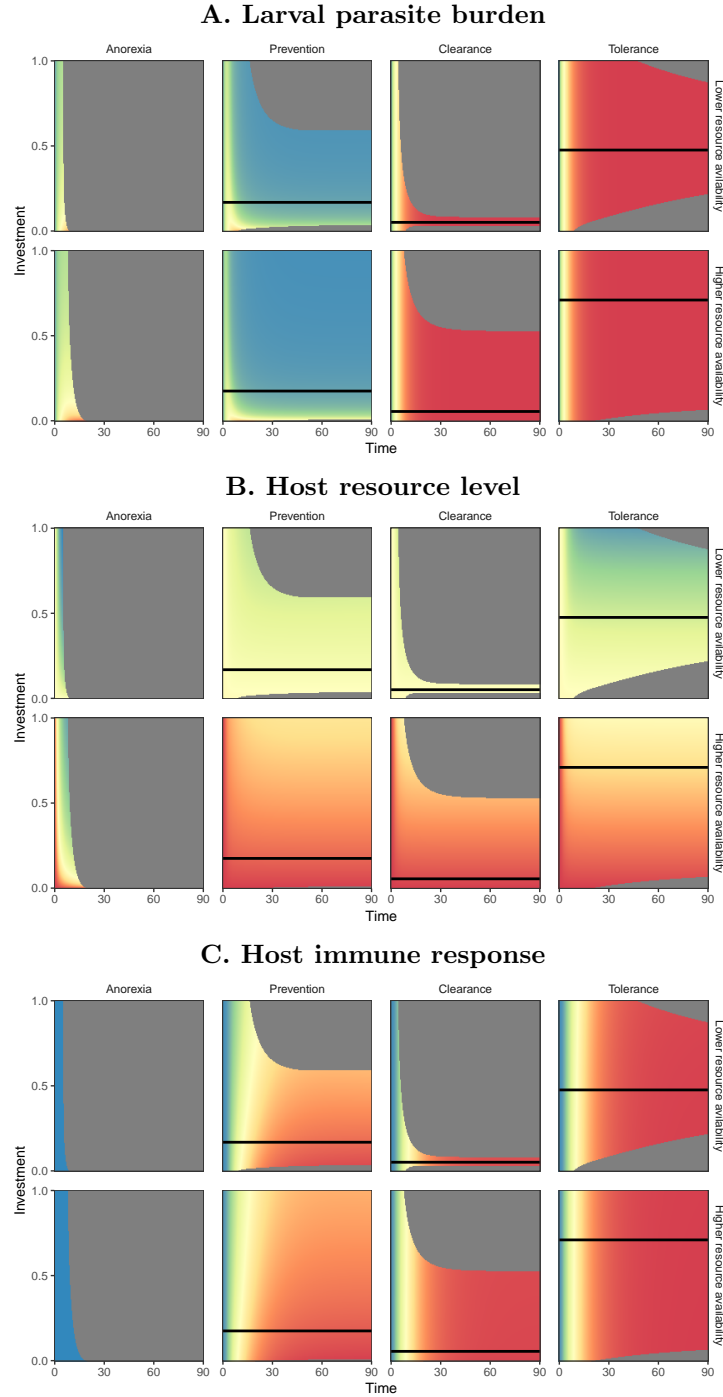 A. Larval parasite burden
Anorexia Prevention Clearance Tolerance
1.0
0.5
0.0
Lower resource availability
Investment
1.0
0.5
0.0
Higher resource availability
0 30 60 90 0 30 60 90 0 30 60 90 0 30 60 90
Time
B. Host resource level
Anorexia Prevention Clearance Tolerance
1.0
0.5
0.0
Lower resource availability
Investment
1.0
0.5
0.0
Higher resource availability
0 30 60 90 0 30 60 90 0 30 60 90 0 30 60 90
Time
C. Host immune response
Anorexia Prevention Clearance Tolerance
1.0
0.5
0.0
Lower resource availability
Investment
1.0
0.5
0.0
Higher resource availability
0 30 60 90 0 30 60 90 0 30 60 90 0 30 60 90
Time